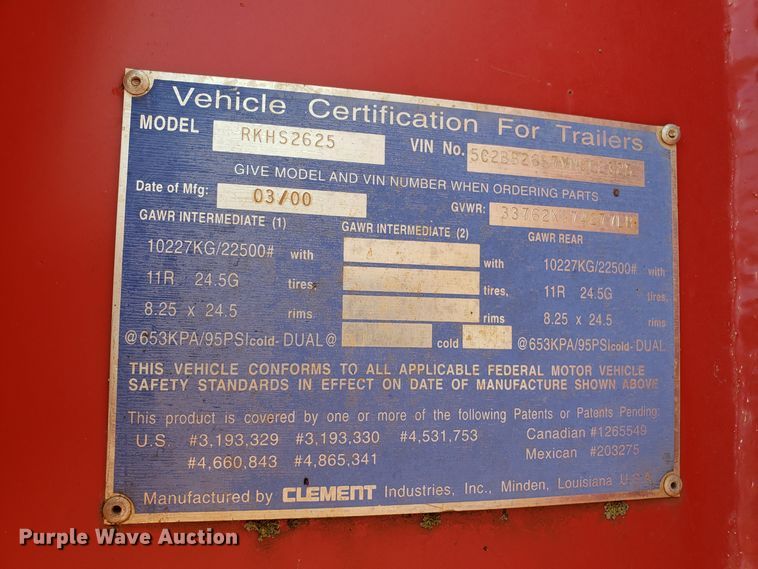 Vehicle Certification For Trailers
MODEL RKHS2625 VIN No.
GIVE MODEL AND VIN NUMBER WHEN ORDERING PARTS
Date of Mfg: 03/00 GVWR:
GAWR INTERMEDIATE (1) GAWR INTERMEDIATE (2) GAWR REAR
10227KG/22500# with with 10227KG/22500# with
11R 24.5G tires, tires, 11R 24.5G tires.
8.25 x 24.5 rims rims 8.25 x 24.5 rims
@653KPA/95PSIcold- DUAL@ cold @653KPA/95PSIcold- DUAL
THIS VEHICLE CONFORMS TO ALL APPLICABLE FEDERAL MOTOR VEHICLE
SAFETY STANDARDS IN EFFECT ON DATE OF MANUFACTURE SHOWN ABOVE
This product is covered by one or more of the following Patents or Patents Pending:
U.S. #3,193,329 #3,193,330 #4,531,753 Canadian #1265549
#4,660,843 #4,865,341 Mexican #203275
Manufactured by CLEMENT Industries, Inc., Minden, Louisiana U.S.A.
Purple Wave Auction